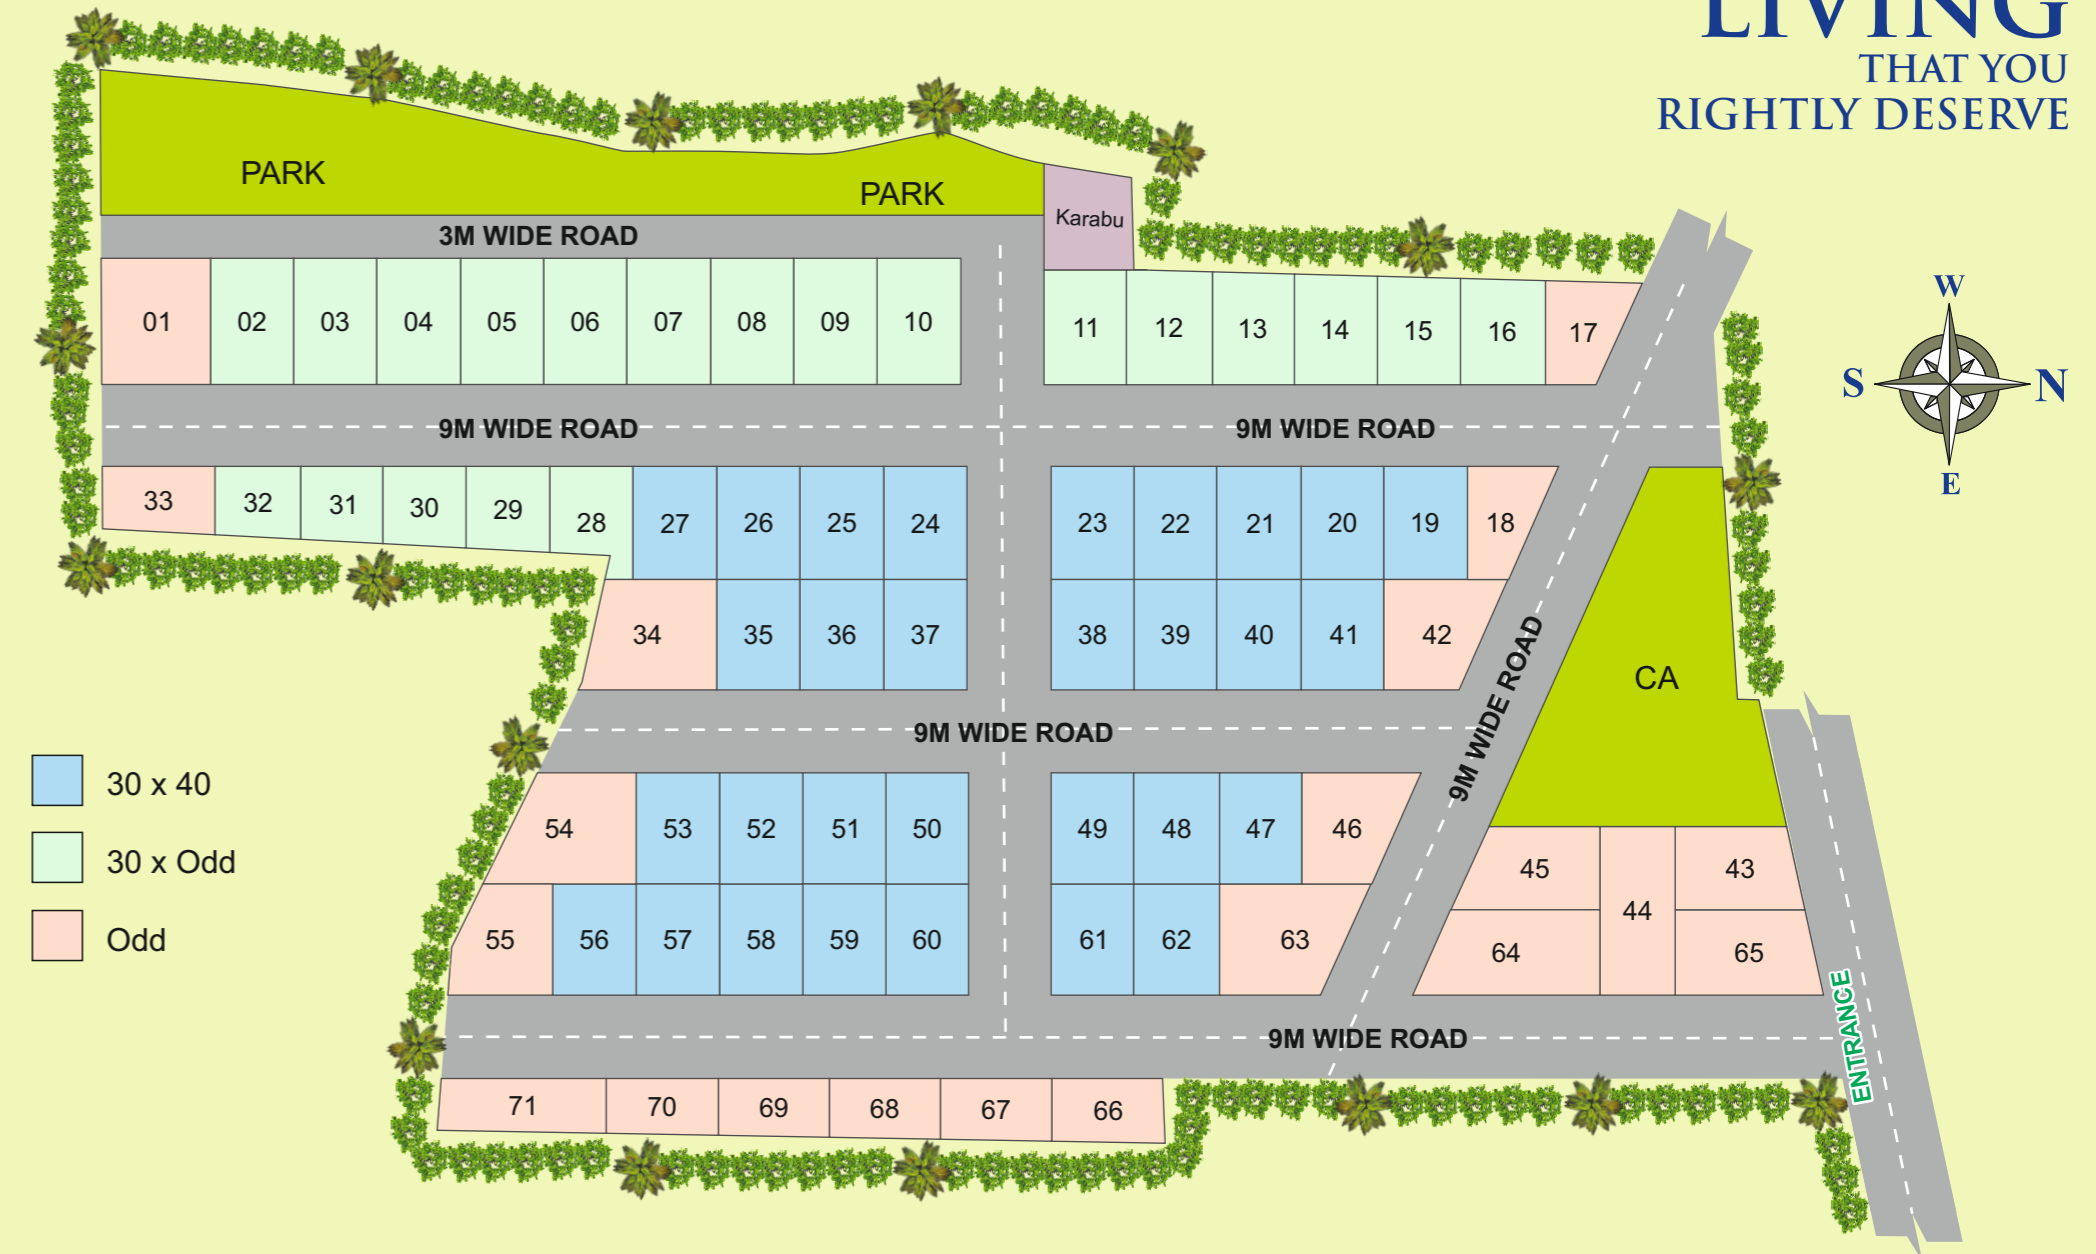 LIVING
THAT YOU
RIGHTLY DESERVE
PARK
PARK
Karabu
3M WIDE ROAD
01 02 03 04 05 06 07 08 09 10 11 12 13 14 15 16 17
W
S N
E
9M WIDE ROAD 9M WIDE ROAD
33 32 31 30 29 28 27 26 25 24 23 22 21 20 19 18
34 35 36 37 38 39 40 41 42
CA
9M WIDE ROAD
9M WIDE ROAD
30 x 40
30 x Odd
Odd
54 53 52 51 50 49 48 47 46
45 44 43
55 56 57 58 59 60 61 62 63
64 65
ENTRANCE
9M WIDE ROAD
71 70 69 68 67 66